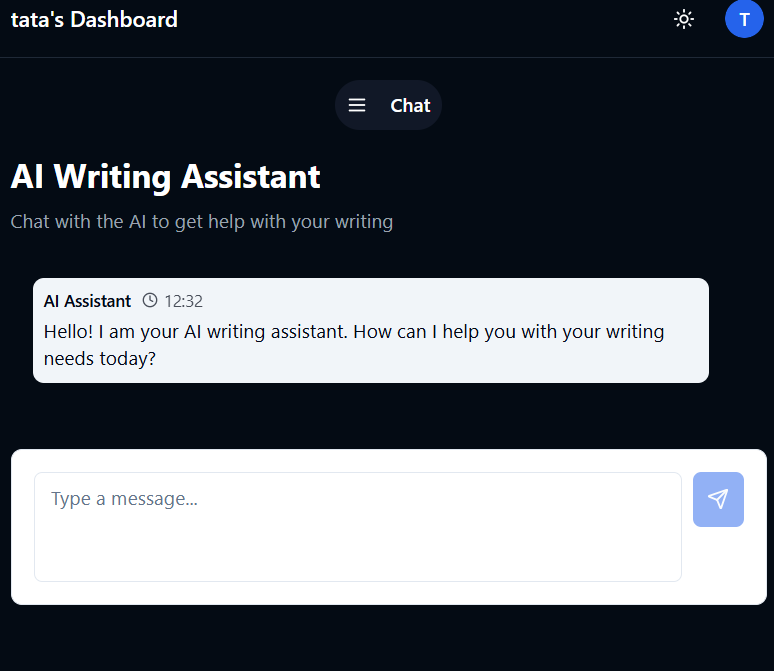 tata's Dashboard
T
Chat
AI Writing Assistant
Chat with the AI to get help with your writing
AI Assistant 12:32
Hello! I am your AI writing assistant. How can I help you with your writing
needs today?
Type a message...